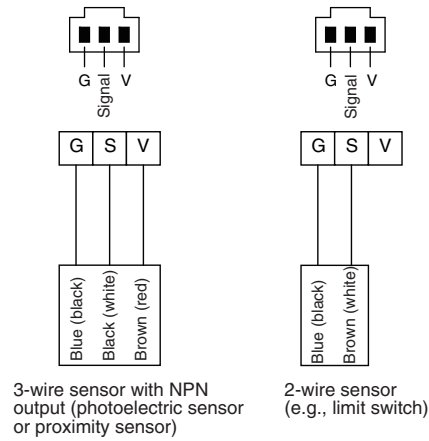 G Signal V
G S V
Blue (black)
Black (white)
Brown (red)
3-wire sensor with NPN
output (photoelectric sensor
or proximity sensor)
G Signal V
G S V
Blue (black)
Brown (white)
2-wire sensor
(e.g., limit switch)